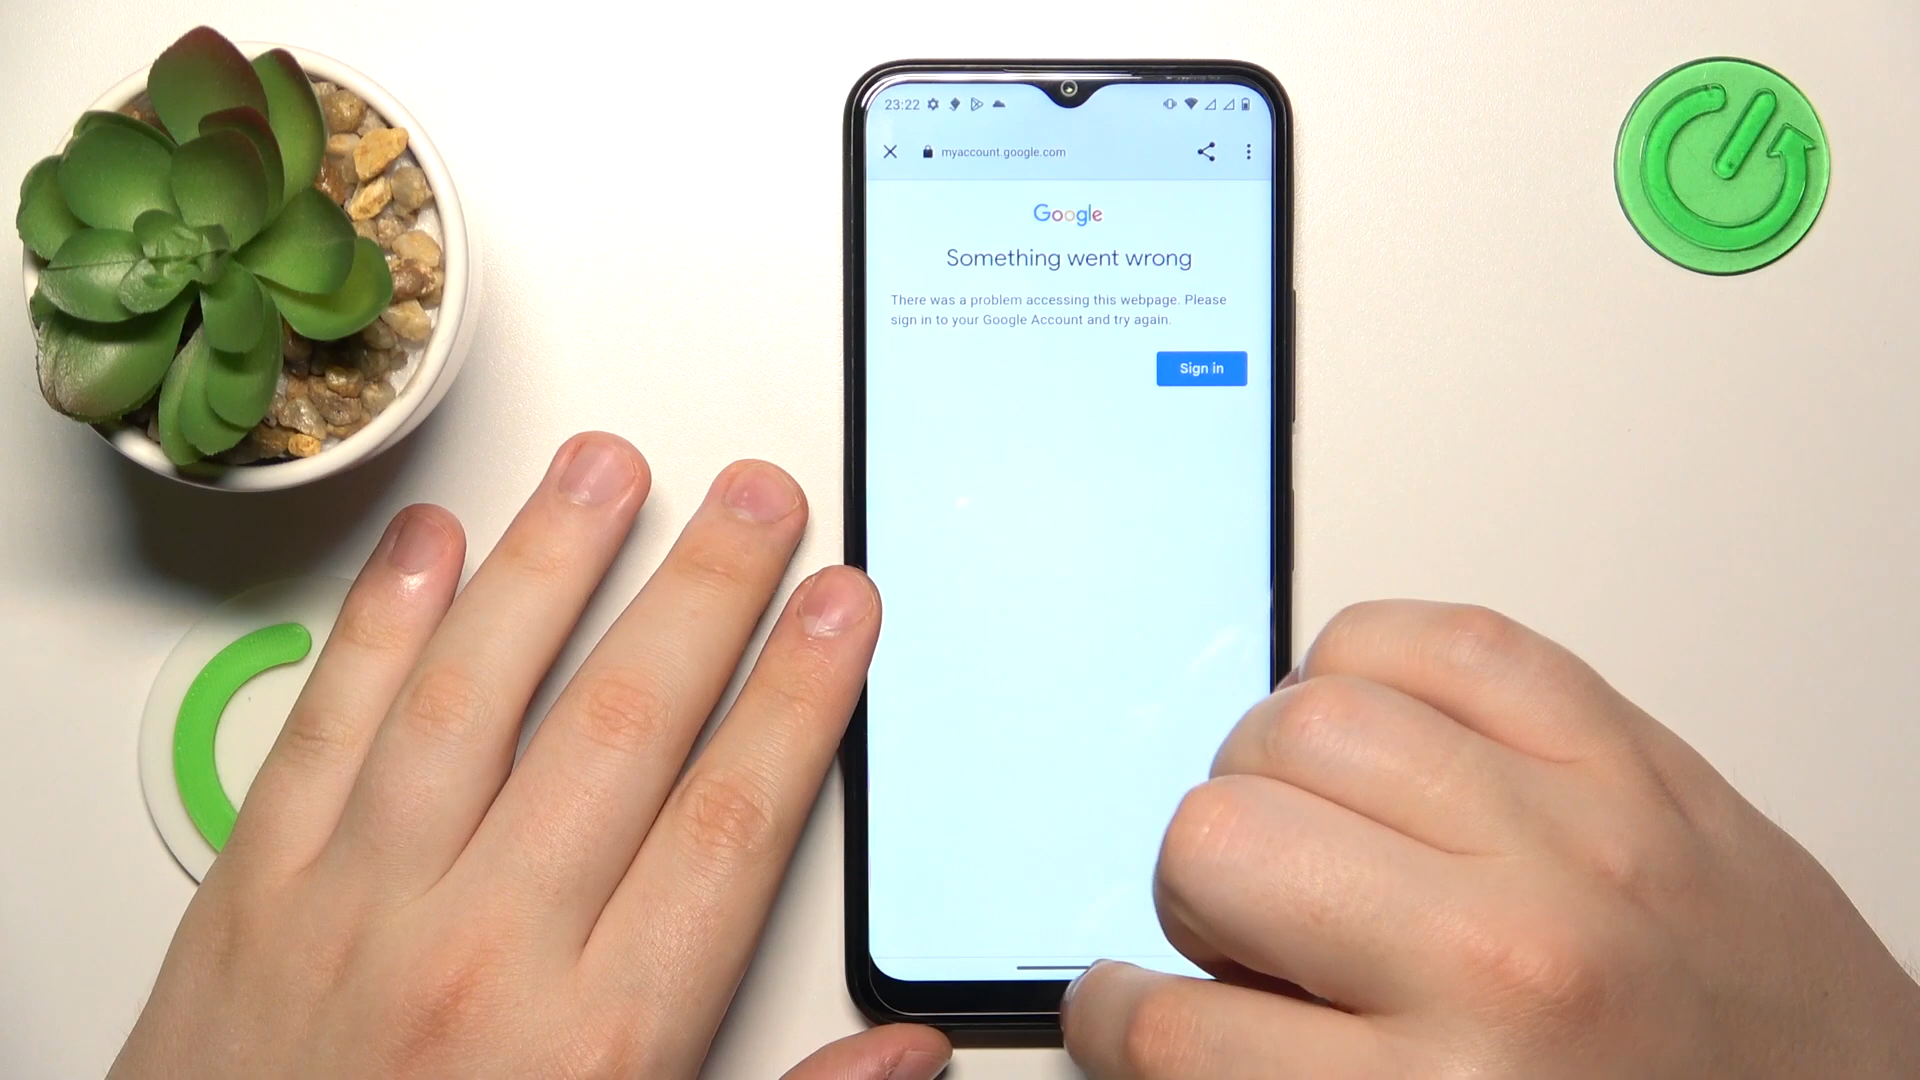 23:22
myaccount.google.com
Google
Something went wrong
There was a problem accessing this webpage. Please
sign in to your Google Account and try again.
Sign in